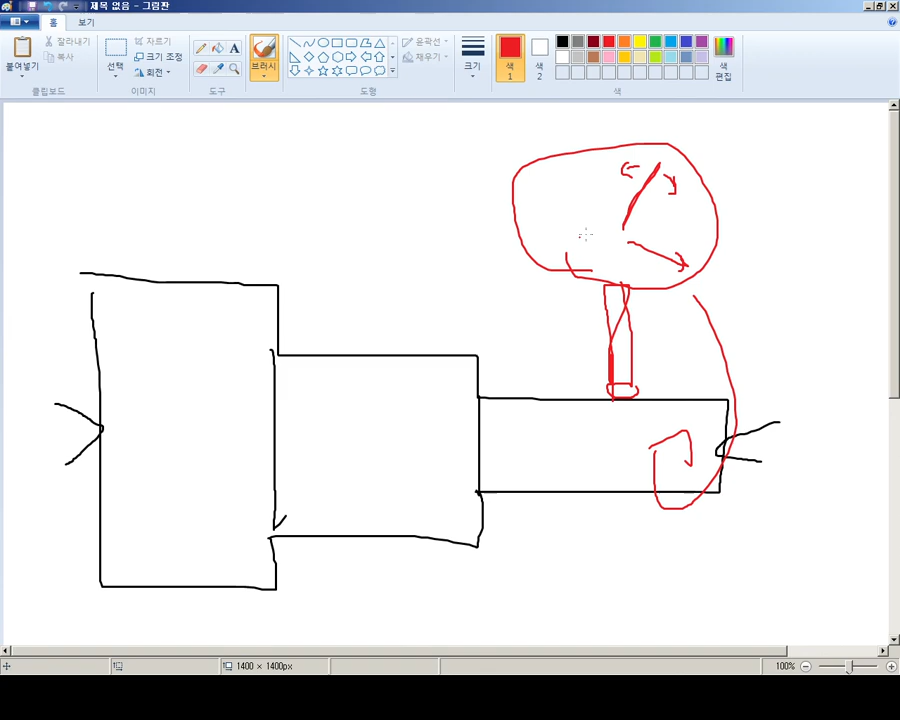 제목 없음 - 그림판
홈 보기
붙여넣기 잘라내기 복사 선택 자르기 크기 조정 회전 A 브러시 윤곽선 채우기 크기 색 1 색 2 색 편집
클립보드 이미지 도구 도형 색
1400 × 1400px 100%